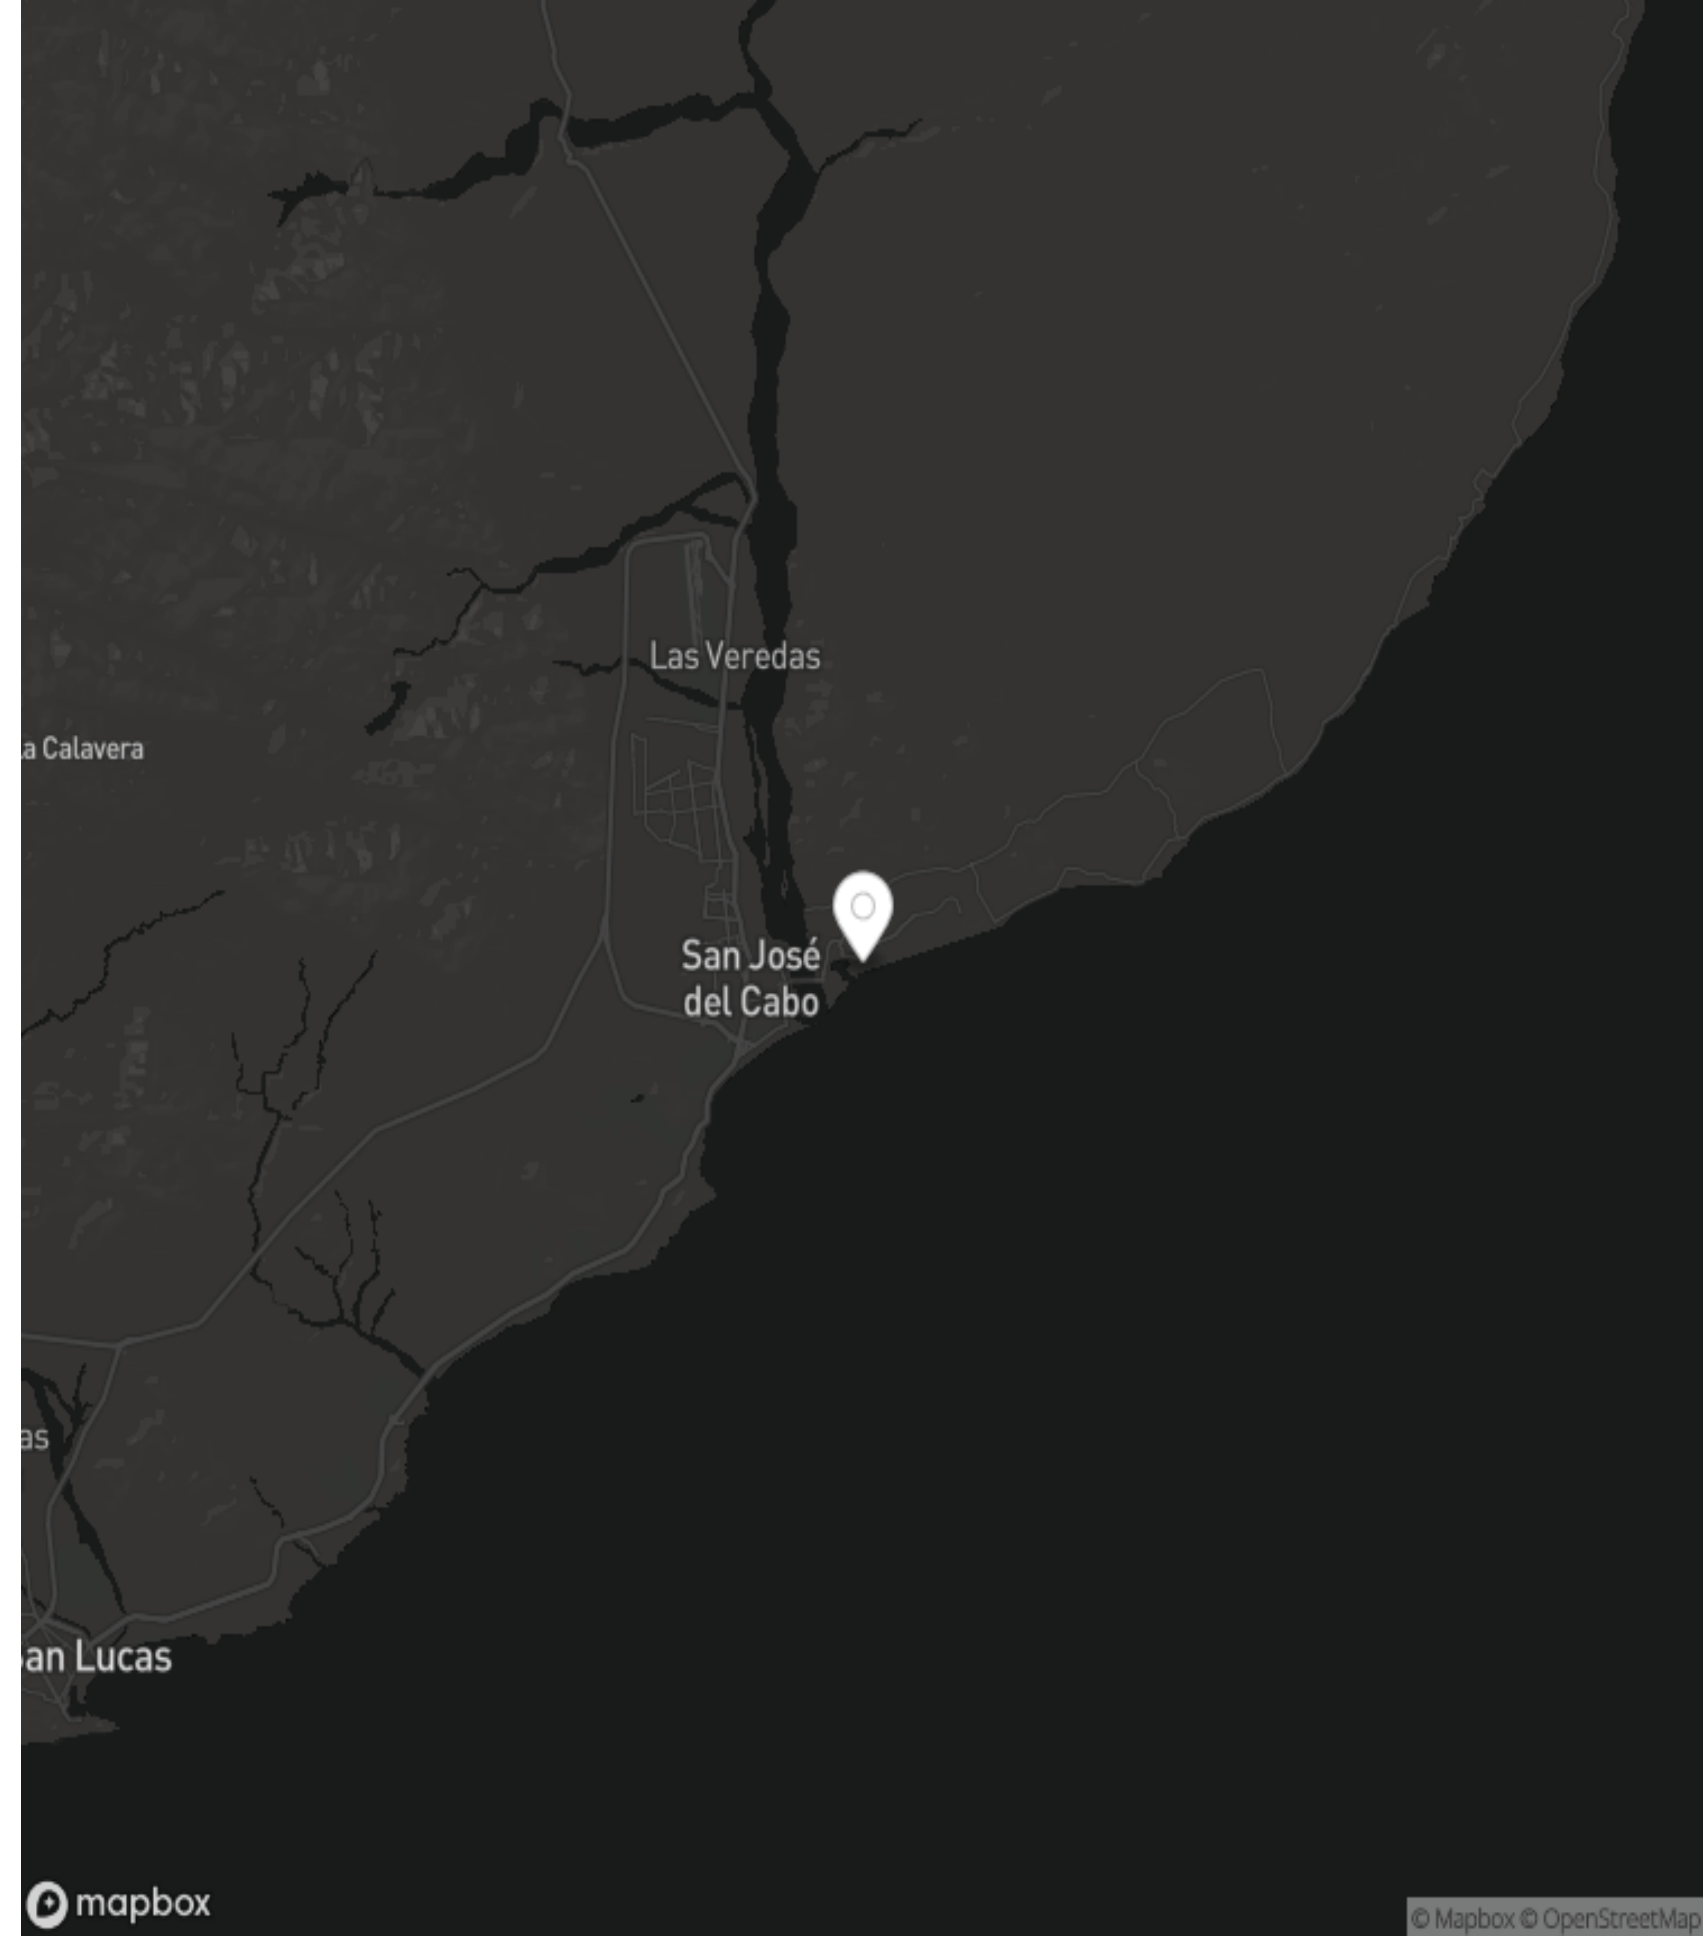 Las Veredas
a Calavera
San José
del Cabo
as
an Lucas
mapbox
© Mapbox © OpenStreetMap